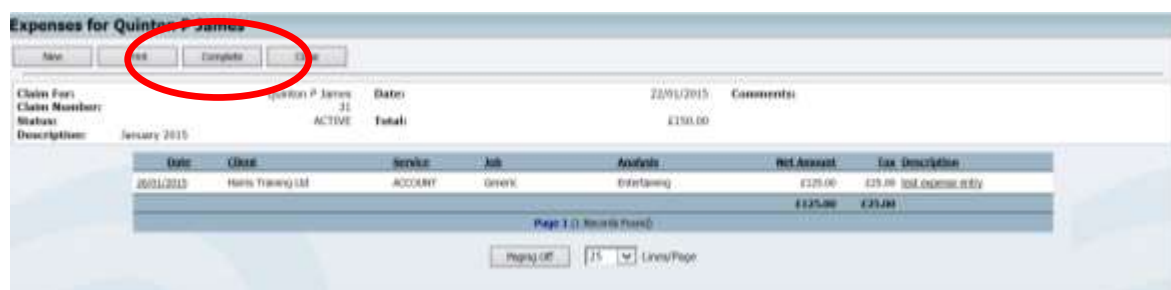 Expenses for Quinton P James
New Print Complete Close
Claim For: Quinton P James Date: 22/01/2015 Comments:
Claim Number: 31
Status: ACTIVE Total: £150.00
Description: January 2015
Date Client Service Job Analysis Net Amount Tax Description
20/01/2015 Harris Training Ltd ACCOUNT Generic Entertaining £125.00 £25.00 test expense entry
£125.00 £25.00
Page 1 (1 Records Found)
Paging Off 25 Lines/Page